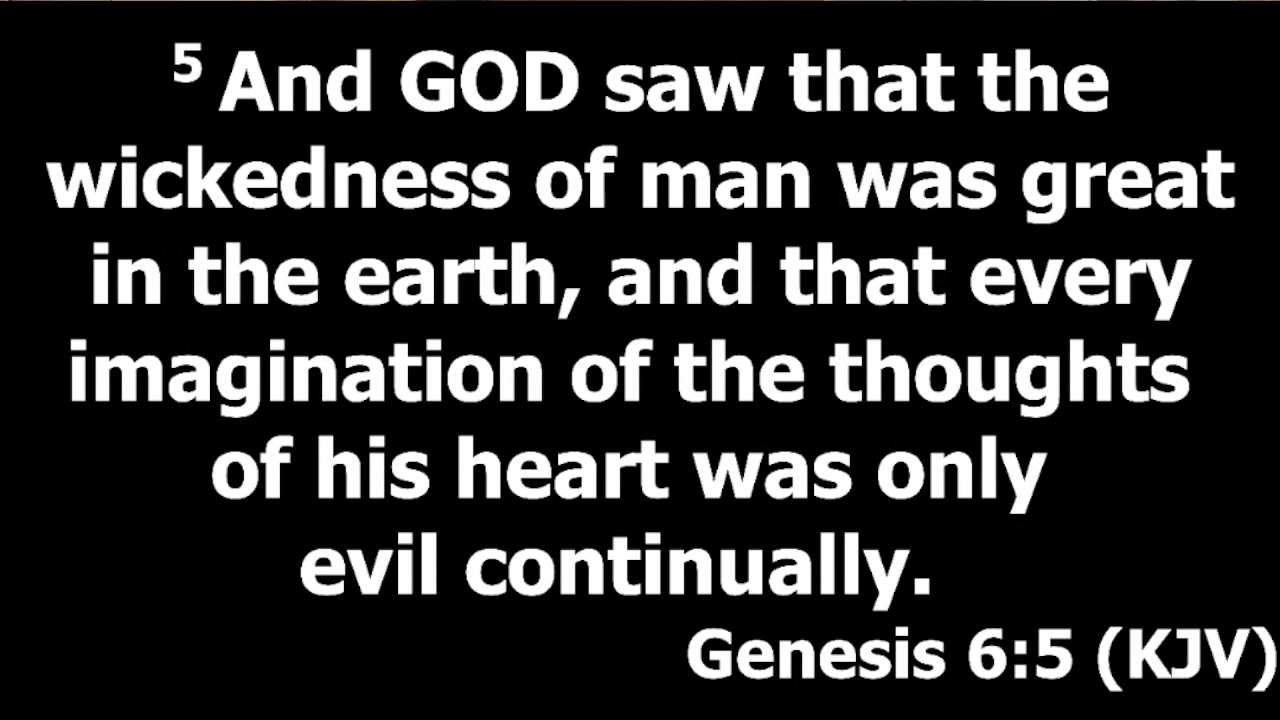 ⁵ And GOD saw that the
wickedness of man was great
in the earth, and that every
imagination of the thoughts
of his heart was only
evil continually.
Genesis 6:5 (KJV)